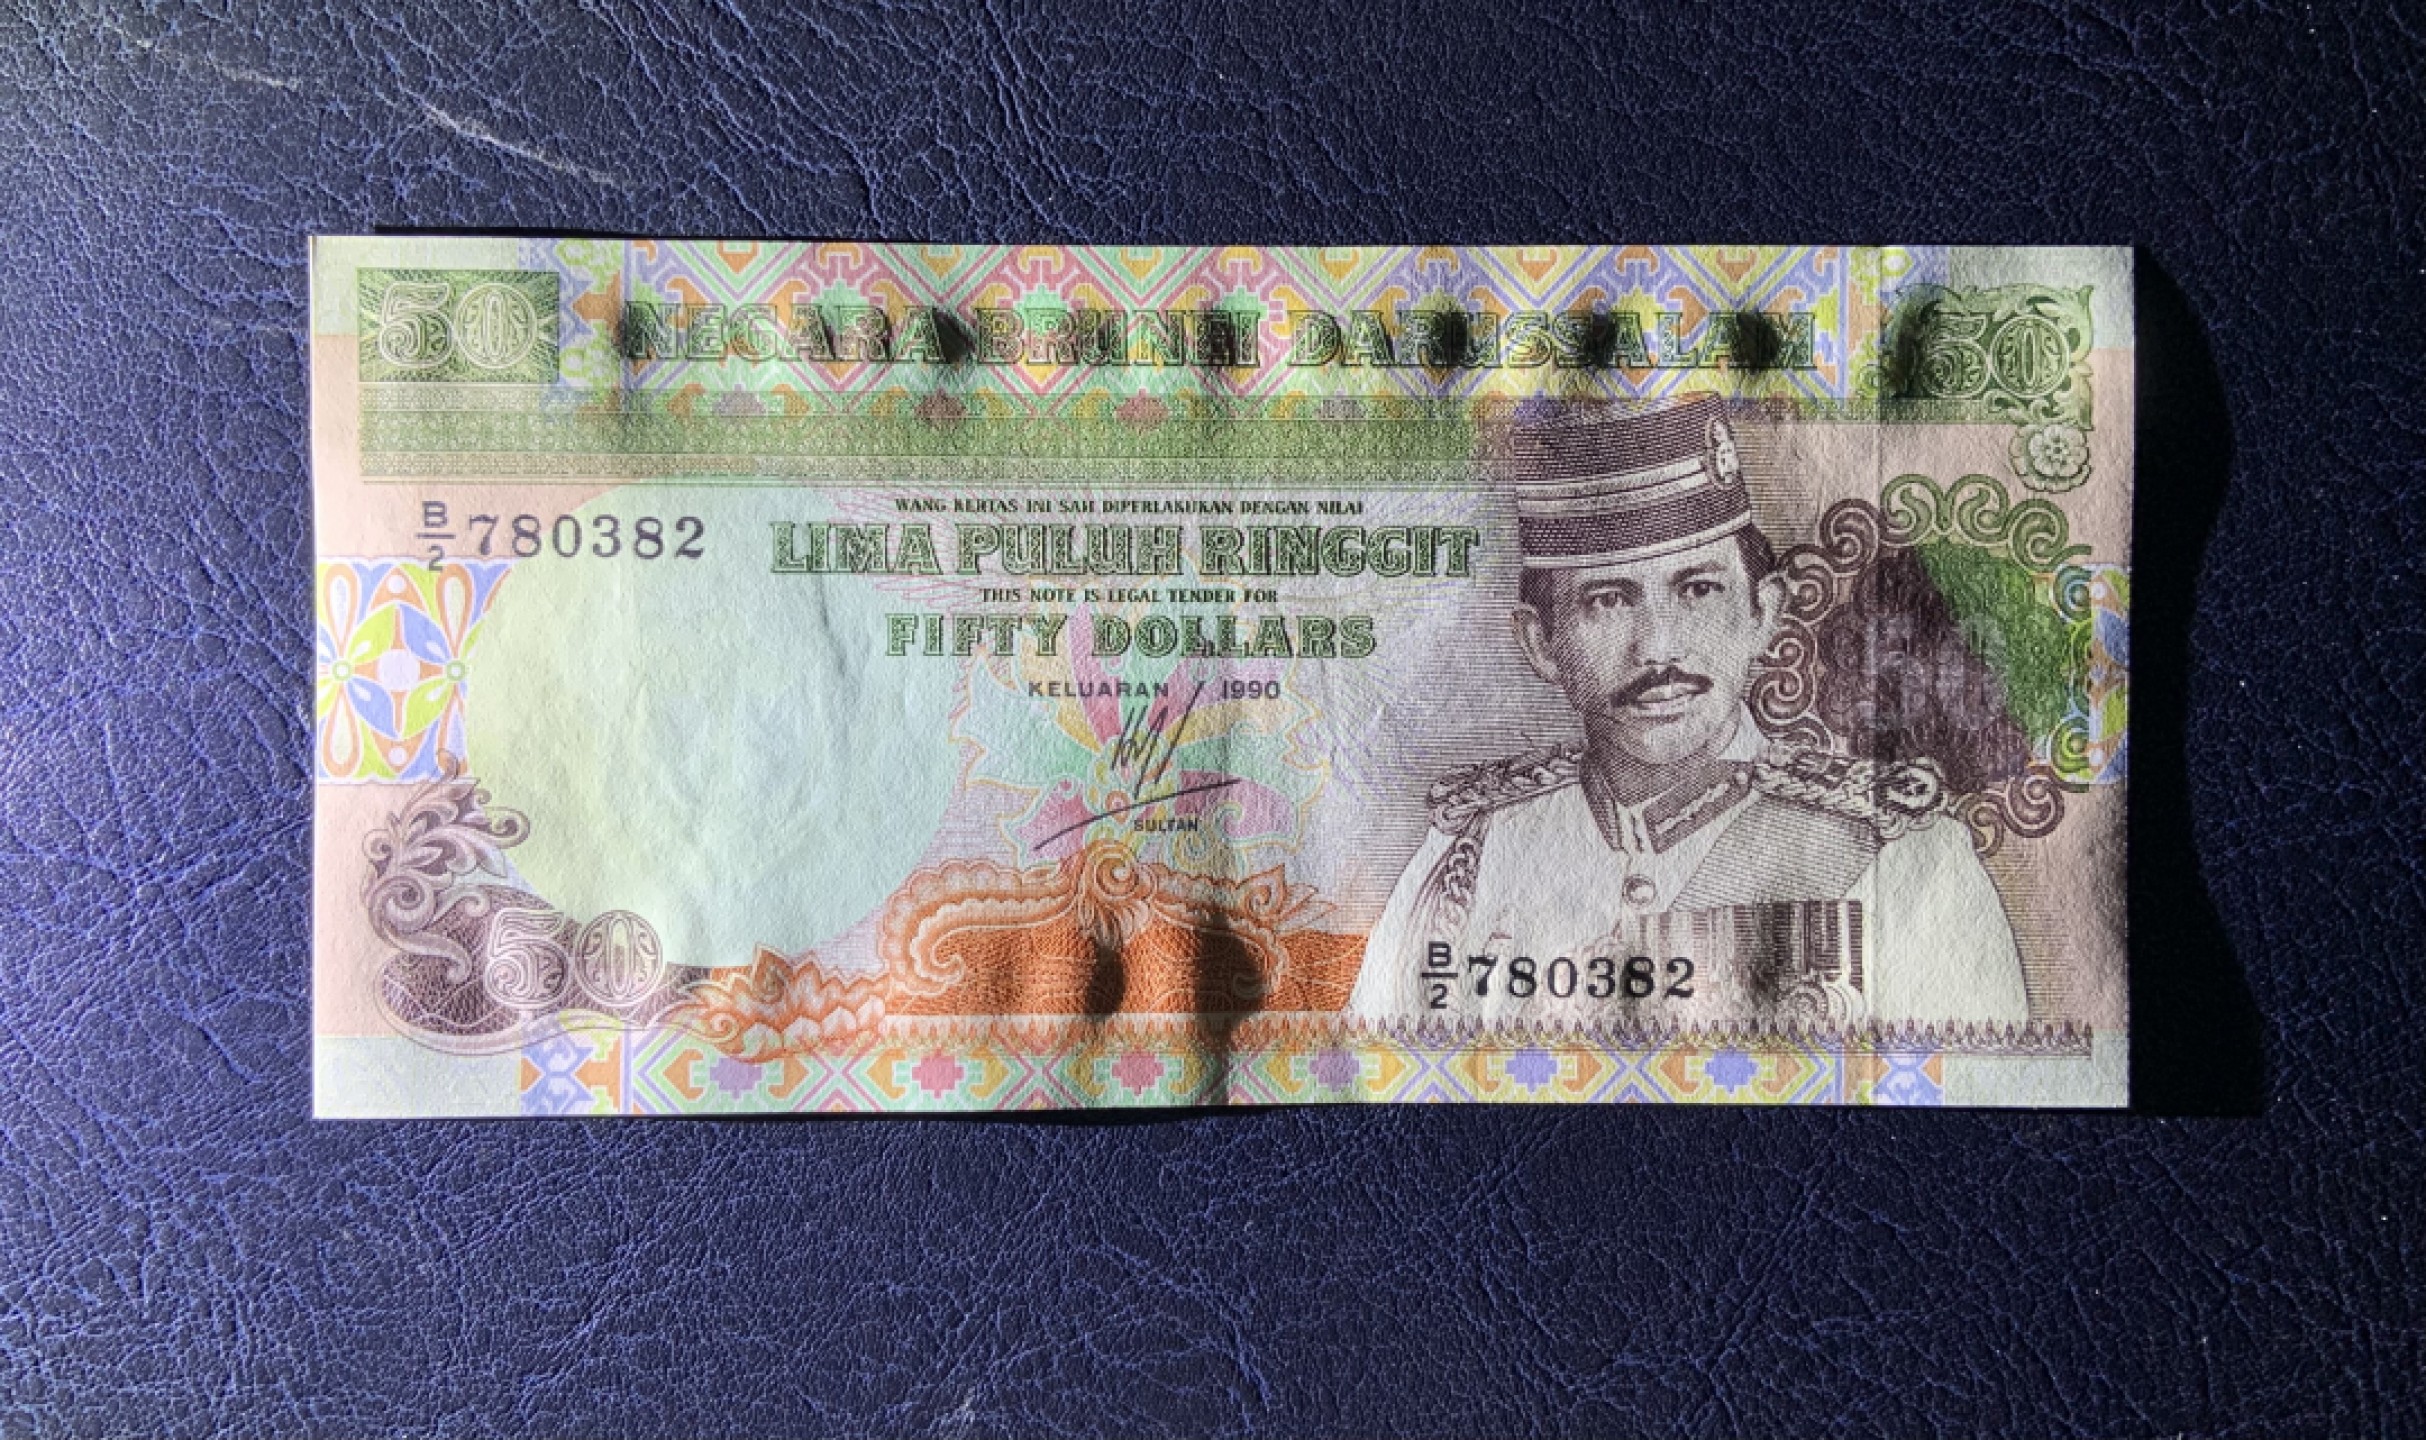 50 NEGARA BRUNEI DARUSSALAM 50
WANG KERTAS INI SAH DIPERLAKUKAN DENGAN NILAI
B/2 780382
LIMA PULUH RINGGIT
THIS NOTE IS LEGAL TENDER FOR
FIFTY DOLLARS
KELUARAN 1990
50
SULTAN
50
B/2 780382